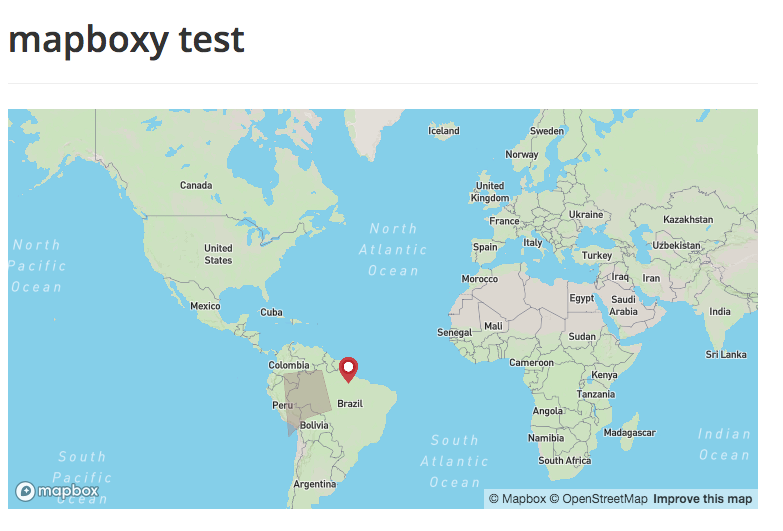 mapboxy test
Iceland
Sweden
Norway
Canada
United
Kingdom
France
Ukraine
Kazakhstan
North
Atlantic
Ocean
North
Pacific
Ocean
United
States
Spain
Italy
Turkey
Uzbekistan
Morocco
Iraq
Iran
Mexico
Cuba
Egypt
Saudi
Arabia
India
Senegal
Mali
Sudan
Sri Lanka
Colombia
Cameroon
Kenya
Peru
Brazil
Tanzania
Angola
Bolivia
Namibia
Madagascar
South
Atlantic
Ocean
Indian
Ocean
South
Pacific
Ocean
South Africa
Argentina
mapbox
© Mapbox © OpenStreetMap Improve this map